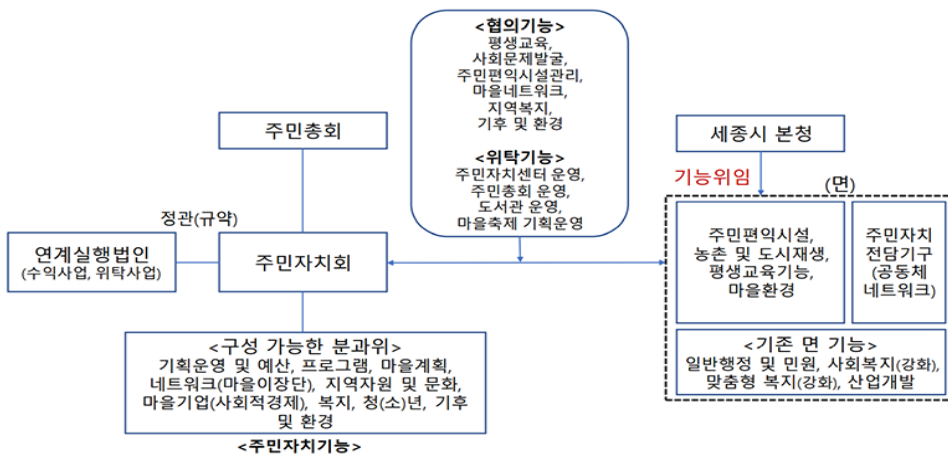 <협의기능>
평생교육,
사회문제발굴,
주민편익시설관리,
마을네트워크,
지역복지,
기후 및 환경
<위탁기능>
주민자치센터 운영,
주민총회 운영,
도서관 운영,
마을축제 기획운영
주민총회
정관(규약)
연계실행법인
(수익사업, 위탁사업)
주민자치회
<구성 가능한 분과위>
기획운영 및 예산, 프로그램, 마을계획,
네트워크(마을이장단), 지역자원 및 문화,
마을기업(사회적경제), 복지, 청(소)년, 기후
및 환경
<주민자치기능>
세종시 본청
기능위임
(면)
주민편익시설,
농촌 및 도시재생,
평생교육기능,
마을환경
주민자치
전담기구
(공동체
네트워크)
<기존 면 기능>
일반행정 및 민원, 사회복지(강화),
맞춤형 복지(강화), 산업개발